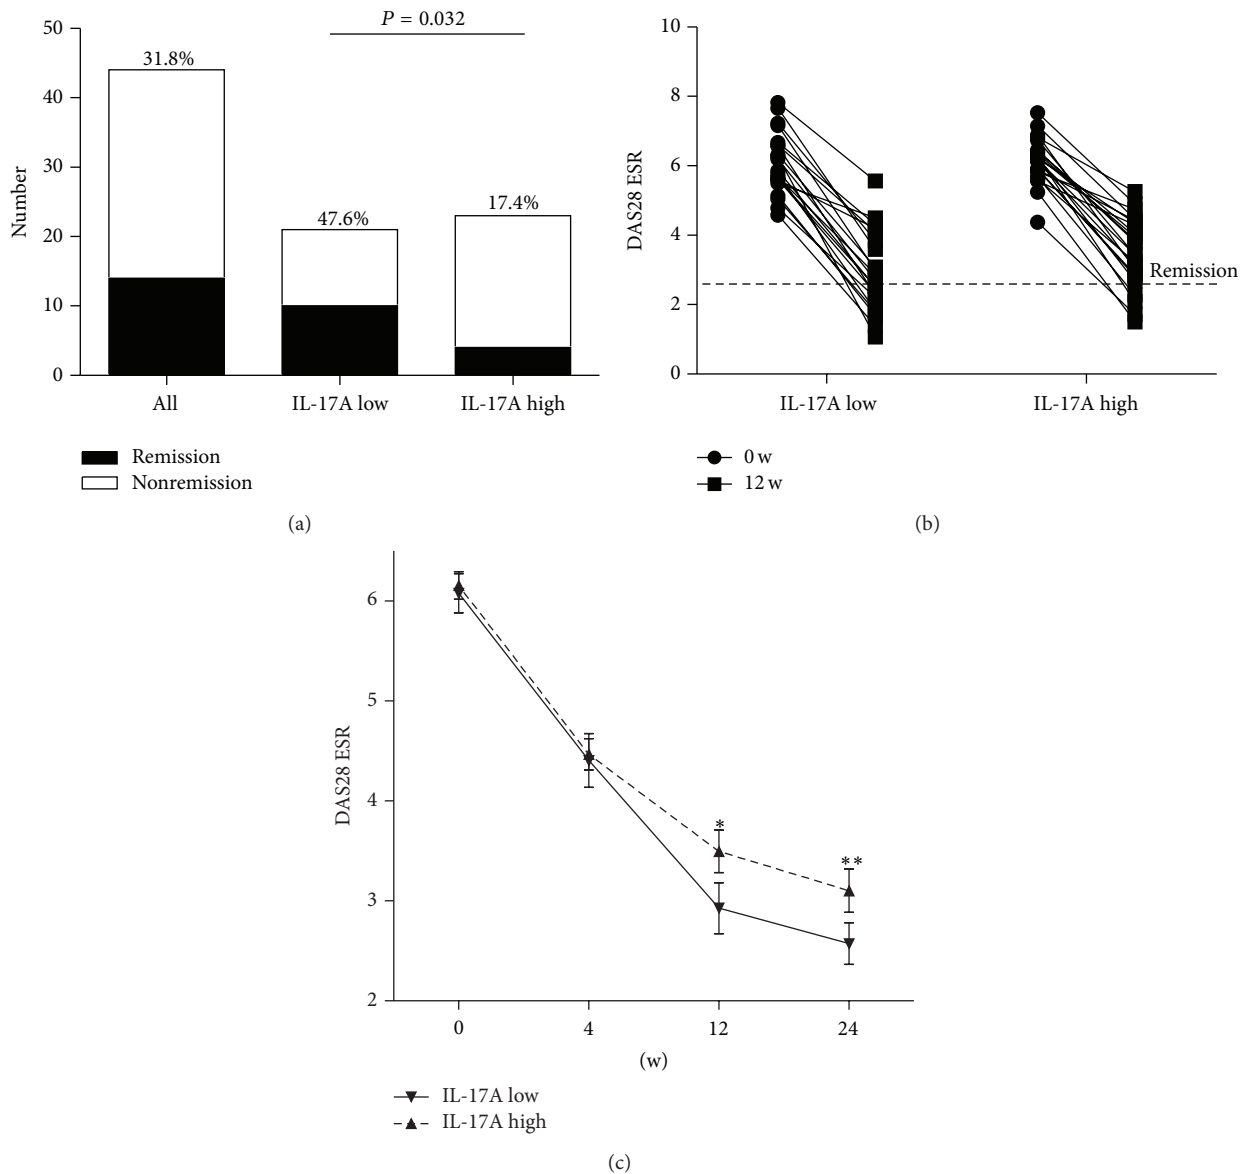 P = 0.032
50
40
30
20
10
0
Number
31.8%
47.6%
17.4%
All
IL-17A low
IL-17A high
Remission
Nonremission
(a)
10
8
6
4
2
0
DAS28 ESR
Remission
IL-17A low
IL-17A high
0 w
12 w
(b)
6
5
4
3
2
DAS28 ESR
*
**
0
4
12
24
(w)
IL-17A low
IL-17A high
(c)